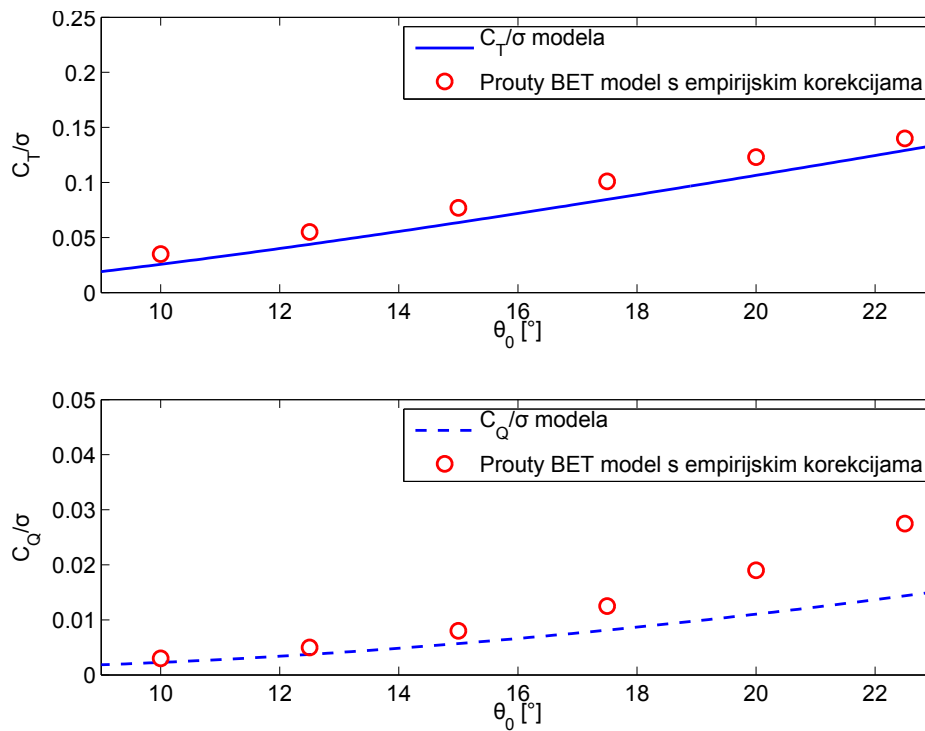 0.25
0.2
0.15
0.1
0.05
0
C_T/σ
C_T/σ modela
Prouty BET model s empirijskim korekcijama
10 12 14 16 18 20 22
θ_0 [°]
0.05
0.04
0.03
0.02
0.01
0
C_Q/σ
C_Q/σ modela
Prouty BET model s empirijskim korekcijama
10 12 14 16 18 20 22
θ_0 [°]